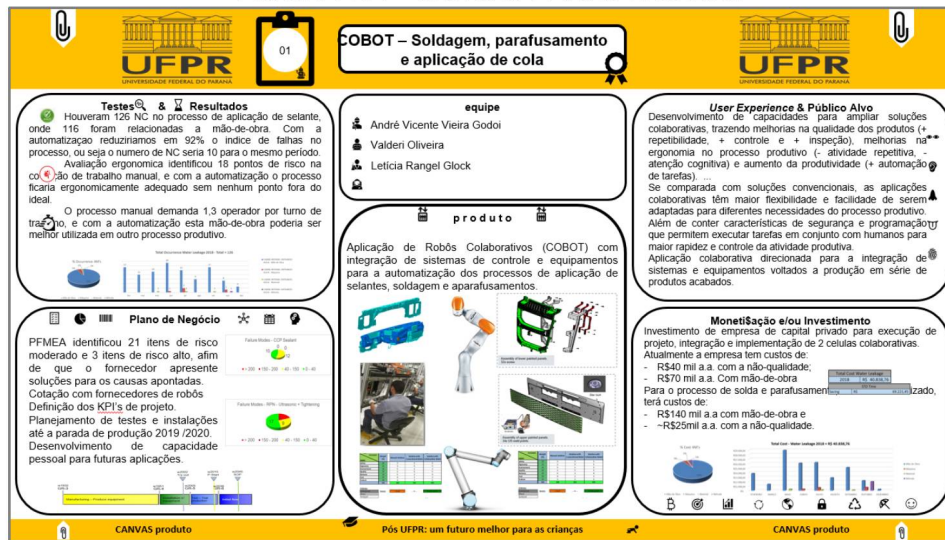 UFPR
UNIVERSIDADE FEDERAL DO PARANÁ
01
COBOT – Soldagem, parafusamento
e aplicação de cola
UFPR
UNIVERSIDADE FEDERAL DO PARANÁ
Testes & Resultados
Houveram 126 NC no processo de aplicação de selante,
onde 116 foram relacionadas a mão-de-obra. Com a
automatizaçao reduziriamos em 92% o indice de falhas no
processo, ou seja o numero de NC seria 10 para o mesmo período.
Avaliação ergonomica identificou 18 pontos de risco na
de trabalho manual, e com a automatização o processo
ficaria ergonomicamente adequado sem nenhum ponto fora do
ideal.
O processo manual demanda 1,3 operador por turno de
e com a automatização esta mão-de-obra poderia ser
melhor utilizada em outro processo produtivo.
equipe
André Vicente Vieira Godoi
Valderi Oliveira
Letícia Rangel Glock
User Experience & Público Alvo
Desenvolvimento de capacidades para ampliar soluções
colaborativas, trazendo melhorias na qualidade dos produtos (+
repetibilidade, + controle e + inspeção), melhorias na
ergonomia no processo produtivo (- atividade repetitiva, -
atenção cognitiva) e aumento da produtividade (+ automação
de tarefas). ...
Se comparada com soluções convencionais, as aplicações
colaborativas têm maior flexibilidade e facilidade de serem
adaptadas para diferentes necessidades do processo produtivo.
Além de conter características de segurança e programação
que permitem executar tarefas em conjunto com humanos para
maior rapidez e controle da atividade produtiva.
Aplicação colaborativa direcionada para a integração de
sistemas e equipamentos voltados a produção em série de
produtos acabados.
produto
Aplicação de Robôs Colaborativos (COBOT) com
integração de sistemas de controle e equipamentos
para a automatização dos processos de aplicação de
selantes, soldagem e aparafusamentos.
Plano de Negócio
PFMEA identificou 21 itens de risco
moderado e 3 itens de risco alto, afim
de que o fornecedor apresente
soluções para os causas apontadas.
Cotação com fornecedores de robôs
Definição dos KPI's de projeto.
Planejamento de testes e instalações
até a parada de produção 2019 /2020.
Desenvolvimento de capacidade
pessoal para futuras aplicações.
Moneti$ação e/ou Investimento
Investimento de empresa de capital privado para execução de
projeto, integração e implementação de 2 celulas colaborativas.
Atualmente a empresa tem custos de:
- R$40 mil a.a. com a não-qualidade;
- R$70 mil a.a. Com mão-de-obra
Total Cost Water Leakage
2018 R$ 40.838,76
Para o processo de solda e
terá custos de:
- R$140 mil a.a com mão-de-obra e
- ~R$25mil a.a. com a não-qualidade.
CANVAS produto
Pós UFPR: um futuro melhor para as crianças
CANVAS produto